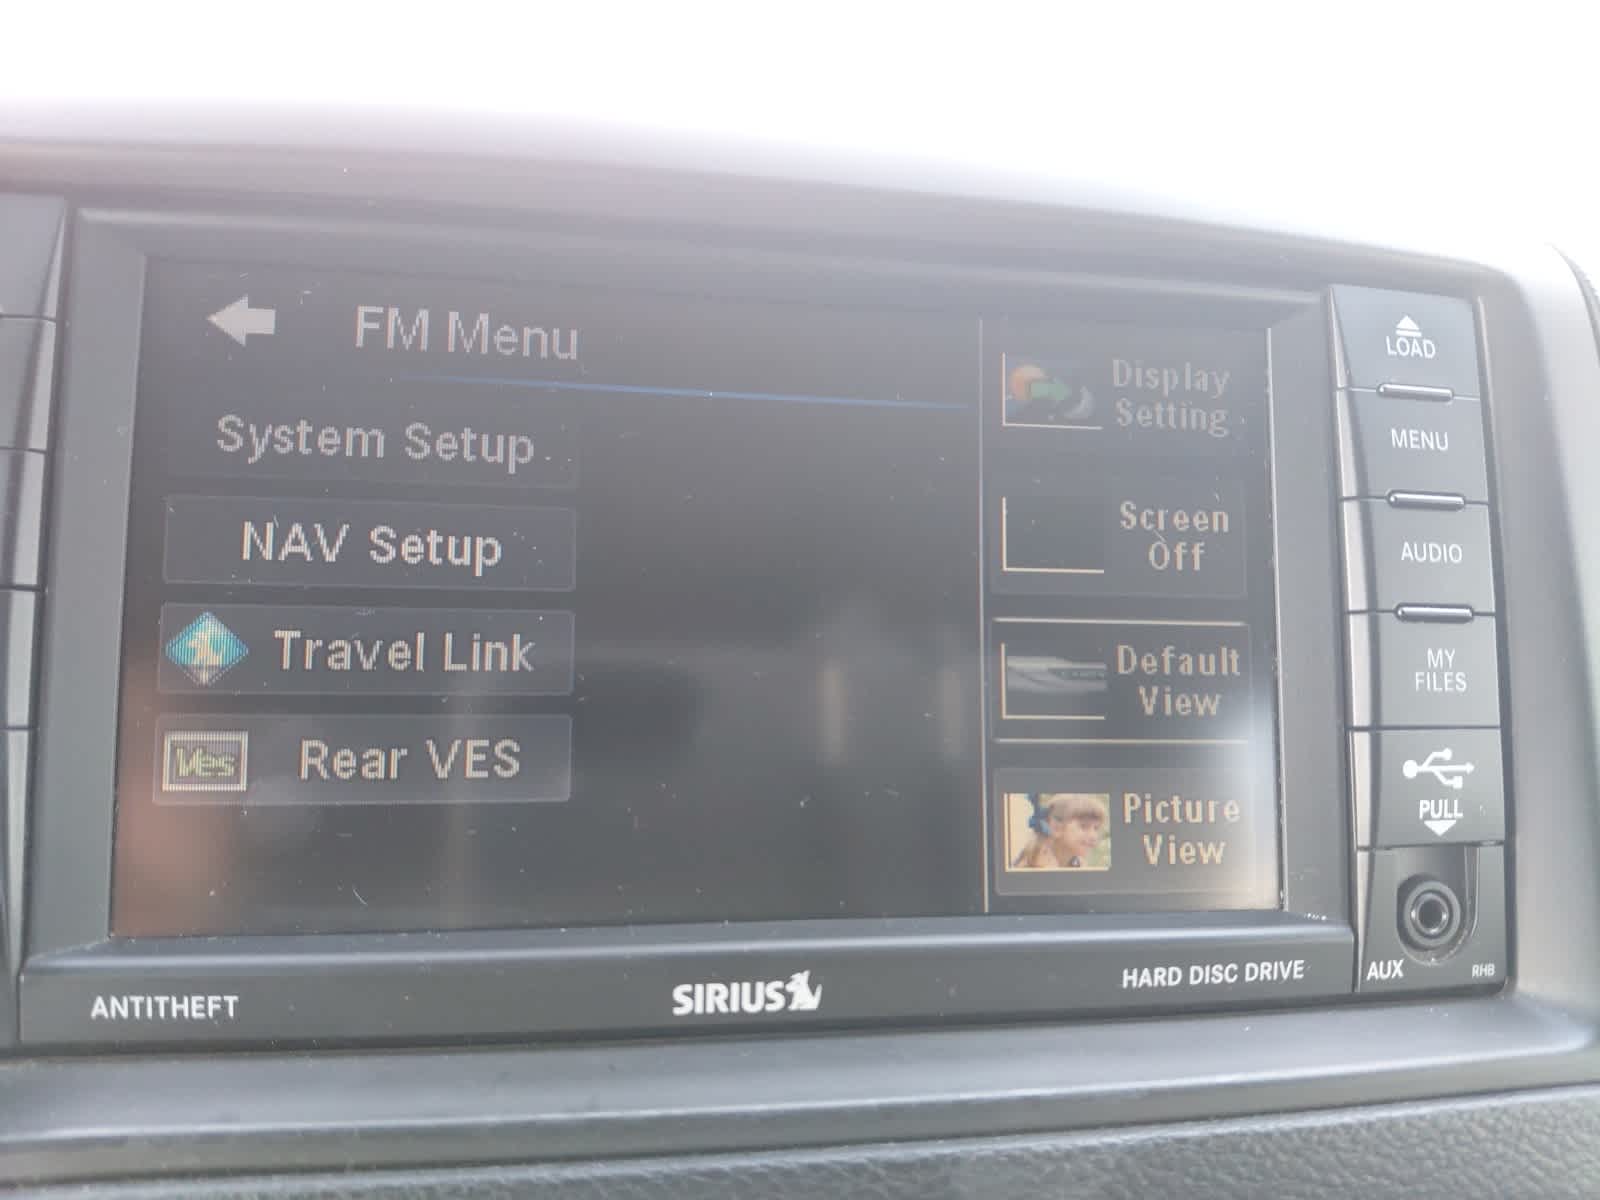 FM Menu
System Setup
NAV Setup
Travel Link
Ves
Rear VES
Display
Setting
Screen
Off
Default
View
Picture
View
LOAD
MENU
AUDIO
MY
FILES
PULL
AUX
RHB
ANTITHEFT
SIRIUS
HARD DISC DRIVE